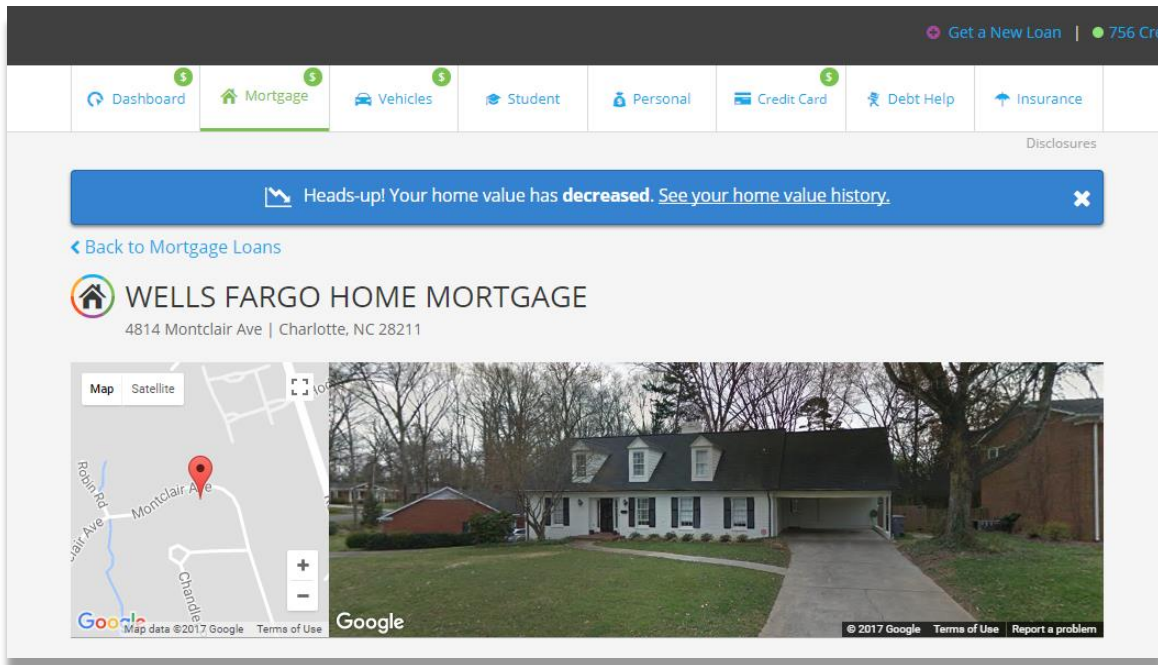 Get a New Loan | 756 Cre
$ $ $ $
Dashboard Mortgage Vehicles Student Personal Credit Card Debt Help Insurance
Disclosures
Heads-up! Your home value has decreased. See your home value history.
Back to Mortgage Loans
WELLS FARGO HOME MORTGAGE
4814 Montclair Ave | Charlotte, NC 28211
Map Satellite
Robin Rd
Montclair Ave
Chandle
+
−
Google
Map data ©2017 Google Terms of Use
Google
© 2017 Google Terms of Use Report a problem